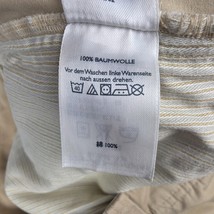 100% BAUMWOLLE
Vor dem Waschen linke Warenseite
nach aussen drehen.
100%